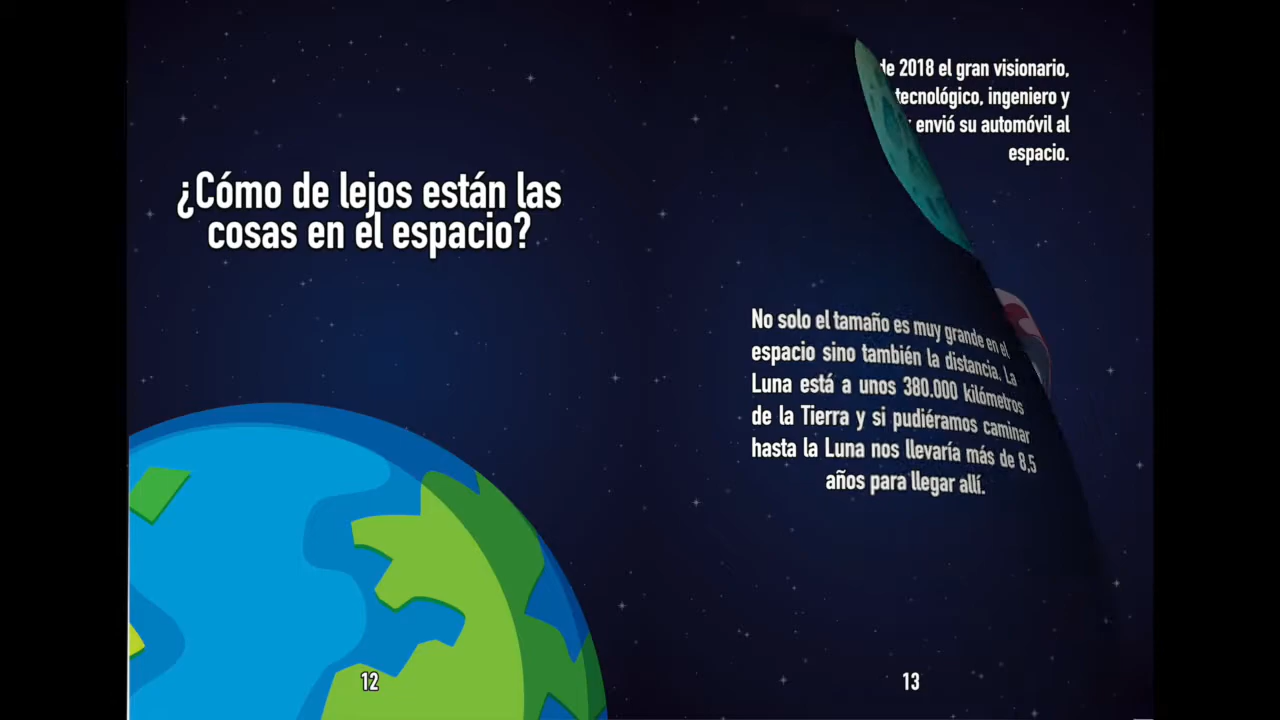 ¿Cómo de lejos están las
cosas en el espacio?
12
de 2018 el gran visionario,
tecnológico, ingeniero y
envió su automóvil al
espacio.
No solo el tamaño es muy grande en el
espacio sino también la distancia. La
Luna está a unos 380.000 kilómetros
de la Tierra y si pudiéramos caminar
hasta la Luna nos llevaría más de 8,5
años para llegar allí.
13